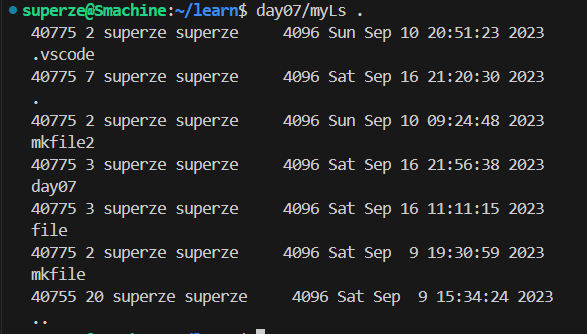 superze@Smachine:~/learn$ day07/myLs .
40775 2 superze superze     4096 Sun Sep 10 20:51:23 2023
.vscode
40775 7 superze superze     4096 Sat Sep 16 21:20:30 2023
.
40775 2 superze superze     4096 Sun Sep 10 09:24:48 2023
mkfile2
40775 3 superze superze     4096 Sat Sep 16 21:56:38 2023
day07
40775 3 superze superze     4096 Sat Sep 16 11:11:15 2023
file
40775 2 superze superze     4096 Sat Sep  9 19:30:59 2023
mkfile
40755 20 superze superze     4096 Sat Sep  9 15:34:24 2023
..